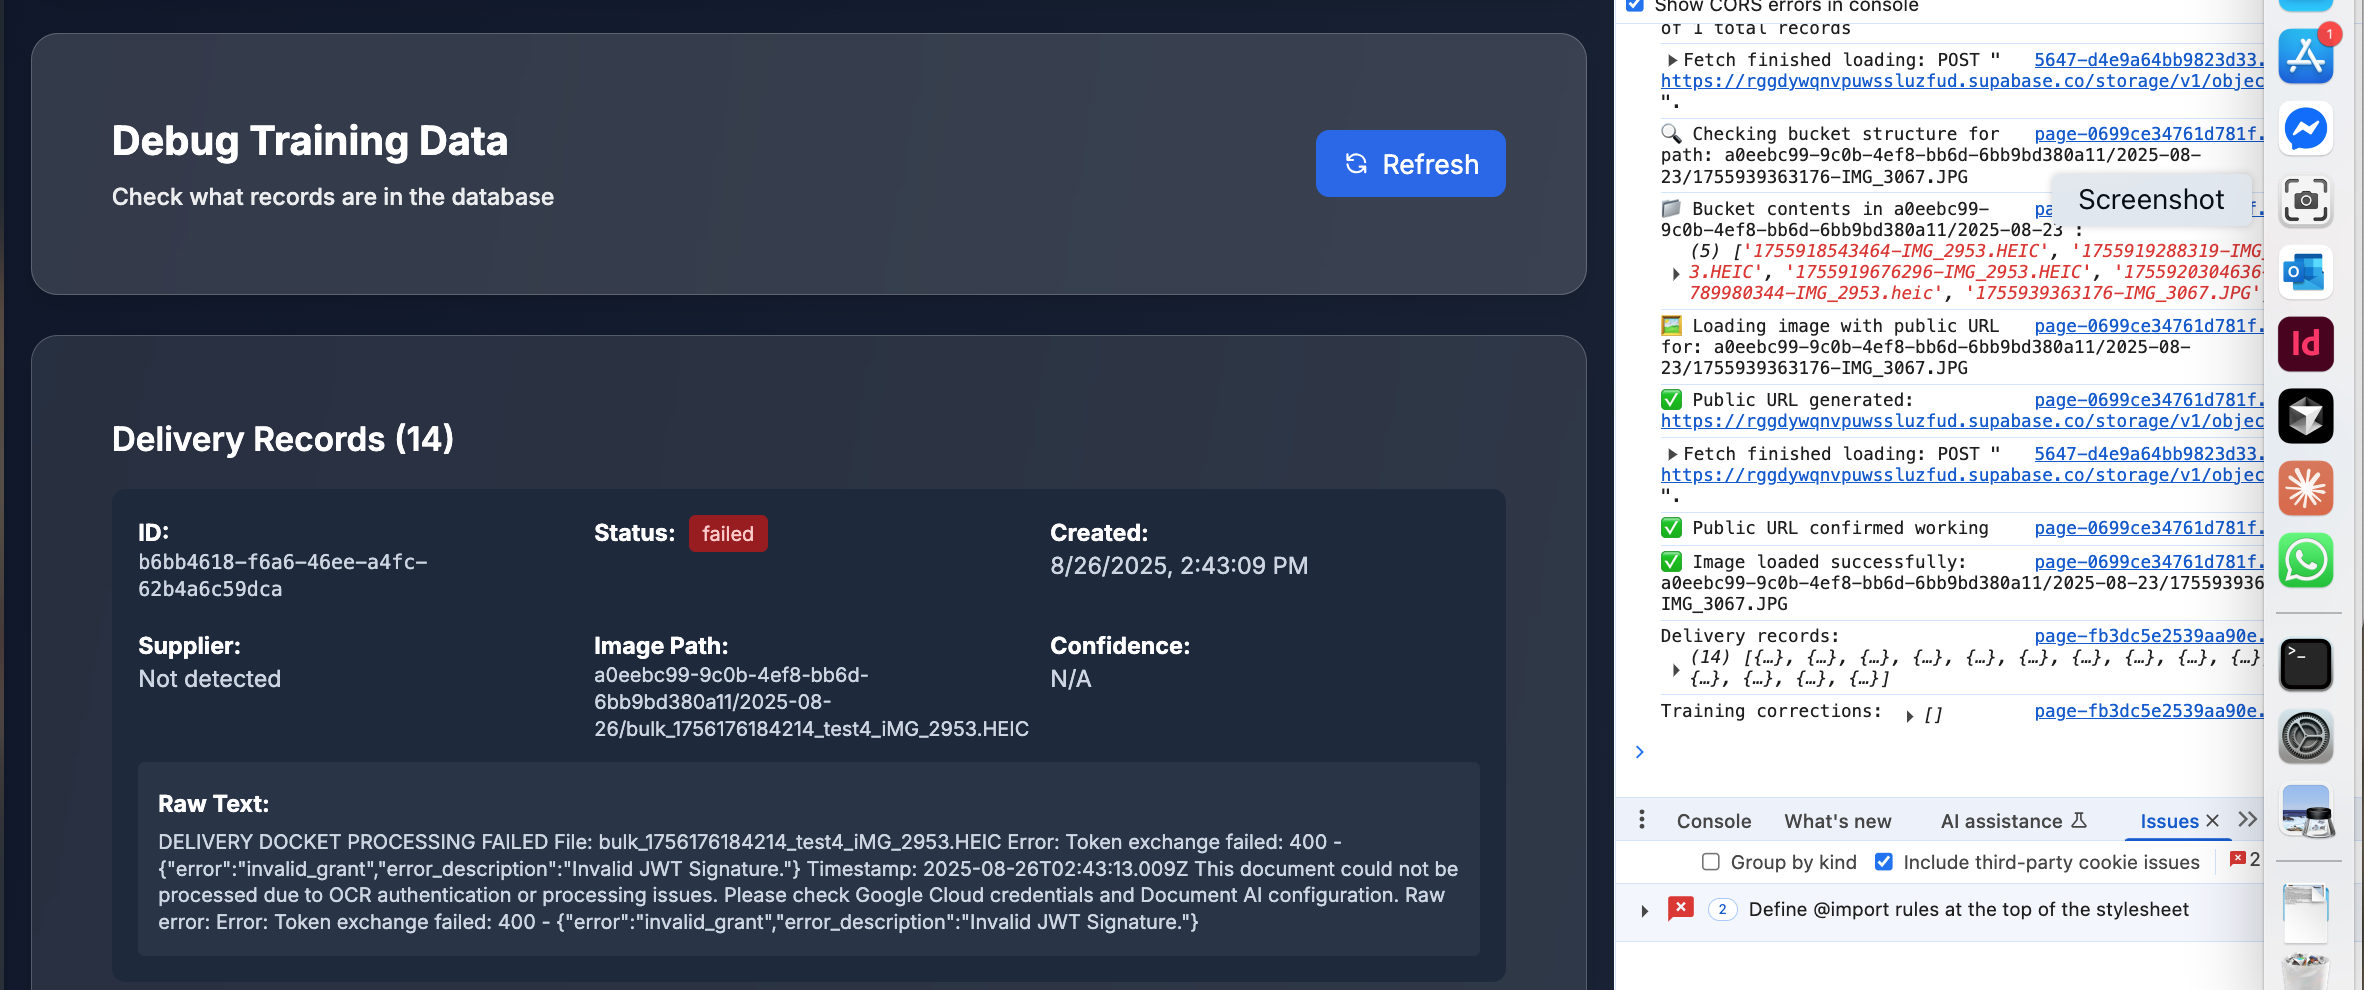 Debug Training Data
Check what records are in the database
Refresh
Delivery Records (14)
ID:
b6bb4618-f6a6-46ee-a4fc-
62b4a6c59dca
Status: failed
Created:
8/26/2025, 2:43:09 PM
Supplier:
Not detected
Image Path:
a0eebc99-9c0b-4ef8-bb6d-
6bb9bd380a11/2025-08-
26/bulk_1756176184214_test4_iMG_2953.HEIC
Confidence:
N/A
Raw Text:
DELIVERY DOCKET PROCESSING FAILED File: bulk_1756176184214_test4_iMG_2953.HEIC Error: Token exchange failed: 400 -
{"error":"invalid_grant","error_description":"Invalid JWT Signature."} Timestamp: 2025-08-26T02:43:13.009Z This document could not be
processed due to OCR authentication or processing issues. Please check Google Cloud credentials and Document AI configuration. Raw
error: Error: Token exchange failed: 400 - {"error":"invalid_grant","error_description":"Invalid JWT Signature."}
Show CORS errors in console
of 1 total records
Fetch finished loading: POST " 5647-d4e9a64bb9823d33.
https://rggdywqnvpuwssluzfud.supabase.co/storage/v1/objec
".
🔍 Checking bucket structure for page-0699ce34761d781f.
path: a0eebc99-9c0b-4ef8-bb6d-6bb9bd380a11/2025-08-
23/1755939363176-IMG_3067.JPG
📁 Bucket contents in a0eebc99- pa f.
9c0b-4ef8-bb6d-6bb9bd380a11/2025-08-23 :
(5) ['1755918543464-IMG_2953.HEIC', '1755919288319-IMG
3.HEIC', '1755919676296-IMG_2953.HEIC', '1755920304636-
789980344-IMG_2953.heic', '1755939363176-IMG_3067.JPG'
Screenshot
🖼️ Loading image with public URL page-0699ce34761d781f.
for: a0eebc99-9c0b-4ef8-bb6d-6bb9bd380a11/2025-08-
23/1755939363176-IMG_3067.JPG
✅ Public URL generated: page-0699ce34761d781f.
https://rggdywqnvpuwssluzfud.supabase.co/storage/v1/objec
Fetch finished loading: POST " 5647-d4e9a64bb9823d33.
https://rggdywqnvpuwssluzfud.supabase.co/storage/v1/objec
".
✅ Public URL confirmed working page-0699ce34761d781f.
✅ Image loaded successfully: page-0699ce34761d781f.
a0eebc99-9c0b-4ef8-bb6d-6bb9bd380a11/2025-08-23/175593936
IMG_3067.JPG
Delivery records: page-fb3dc5e2539aa90e.
(14) [{…}, {…}, {…}, {…}, {…}, {…}, {…}, {…}, {…}, {…}
{…}, {…}, {…}, {…}]
Training corrections: [] page-fb3dc5e2539aa90e.
Console What's new AI assistance Issues
Group by kind Include third-party cookie issues 2
2 Define @import rules at the top of the stylesheet
1
O
Id
>_